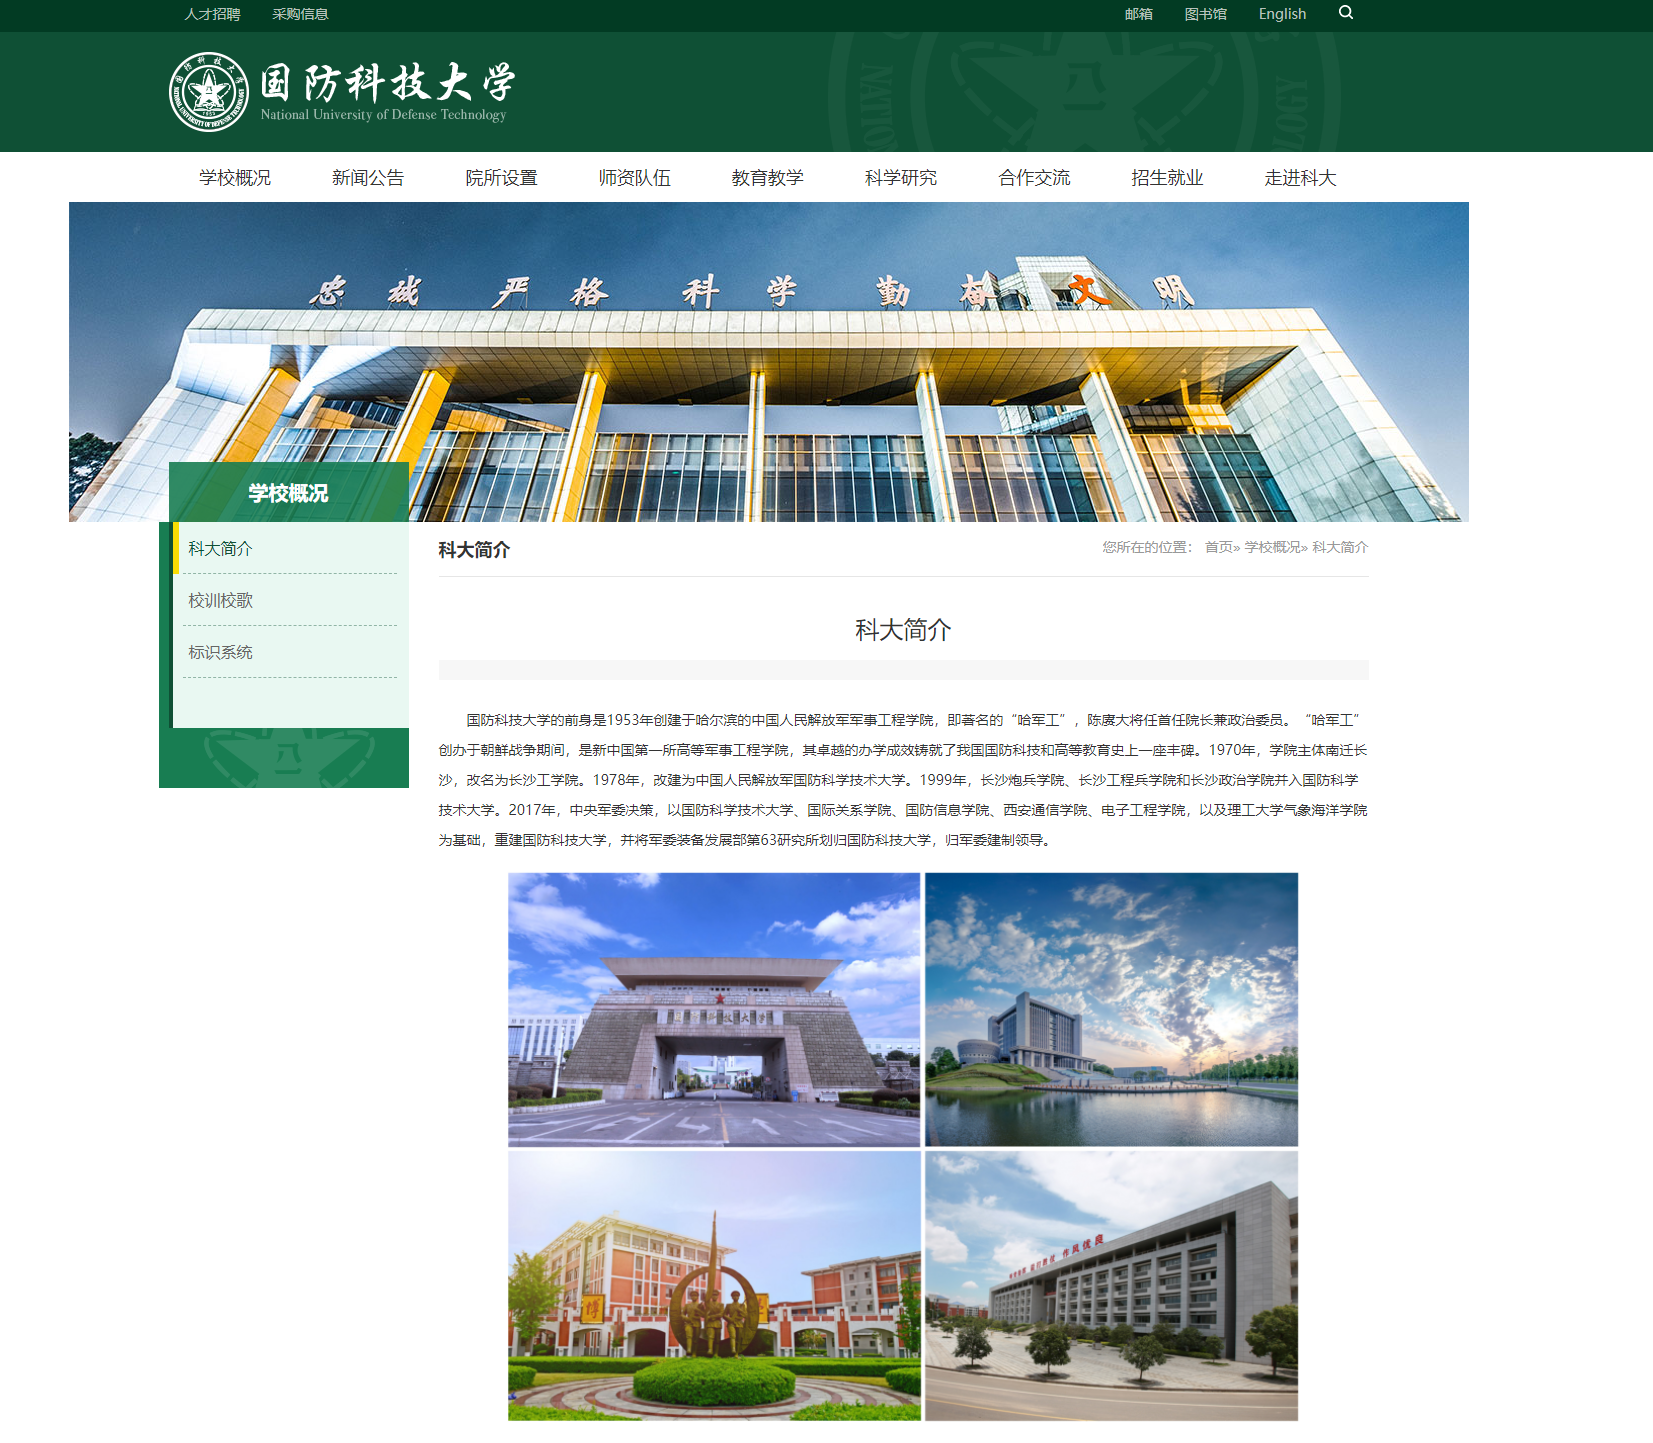 人才招聘 采购信息 邮箱 图书馆 English
国防科技大学
National University of Defense Technology
学校概况 新闻公告 院所设置 师资队伍 教育教学 科学研究 合作交流 招生就业 走进科大
忠诚 严格 科学 勤奋 文明
学校概况
科大简介
校训校歌
标识系统
科大简介
您所在的位置： 首页» 学校概况» 科大简介
科大简介
国防科技大学的前身是1953年创建于哈尔滨的中国人民解放军军事工程学院，即著名的“哈军工”，陈赓大将任首任院长兼政治委员。“哈军工”
创办于朝鲜战争期间，是新中国第一所高等军事工程学院，其卓越的办学成效铸就了我国国防科技和高等教育史上一座丰碑。1970年，学院主体南迁长
沙，改名为长沙工学院。1978年，改建为中国人民解放军国防科学技术大学。1999年，长沙炮兵学院、长沙工程兵学院和长沙政治学院并入国防科学
技术大学。2017年，中央军委决策，以国防科学技术大学、国际关系学院、国防信息学院、西安通信学院、电子工程学院，以及理工大学气象海洋学院
为基础，重建国防科技大学，并将军委装备发展部第63研究所划归国防科技大学，归军委建制领导。
国防科技大学
博
作风优良